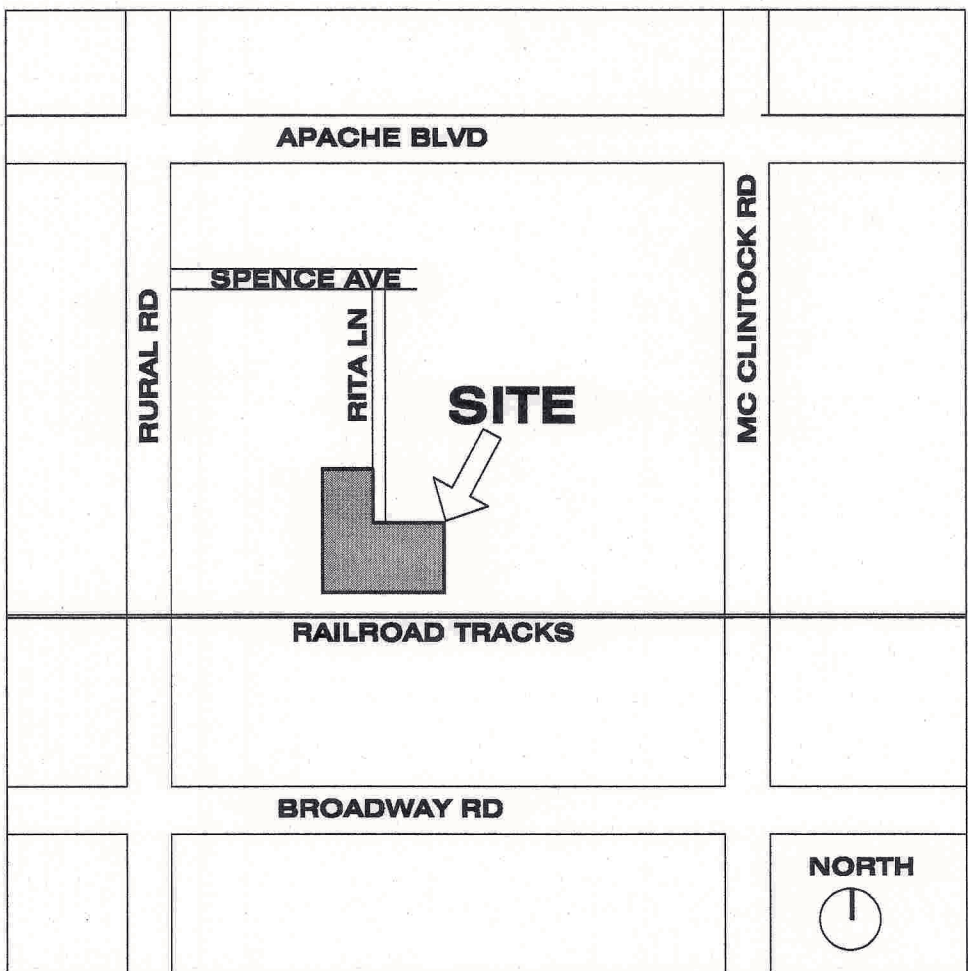 APACHE BLVD
MC CLINTOCK RD
SPENCE AVE
RURAL RD
RITA LN
SITE
RAILROAD TRACKS
BROADWAY RD
NORTH